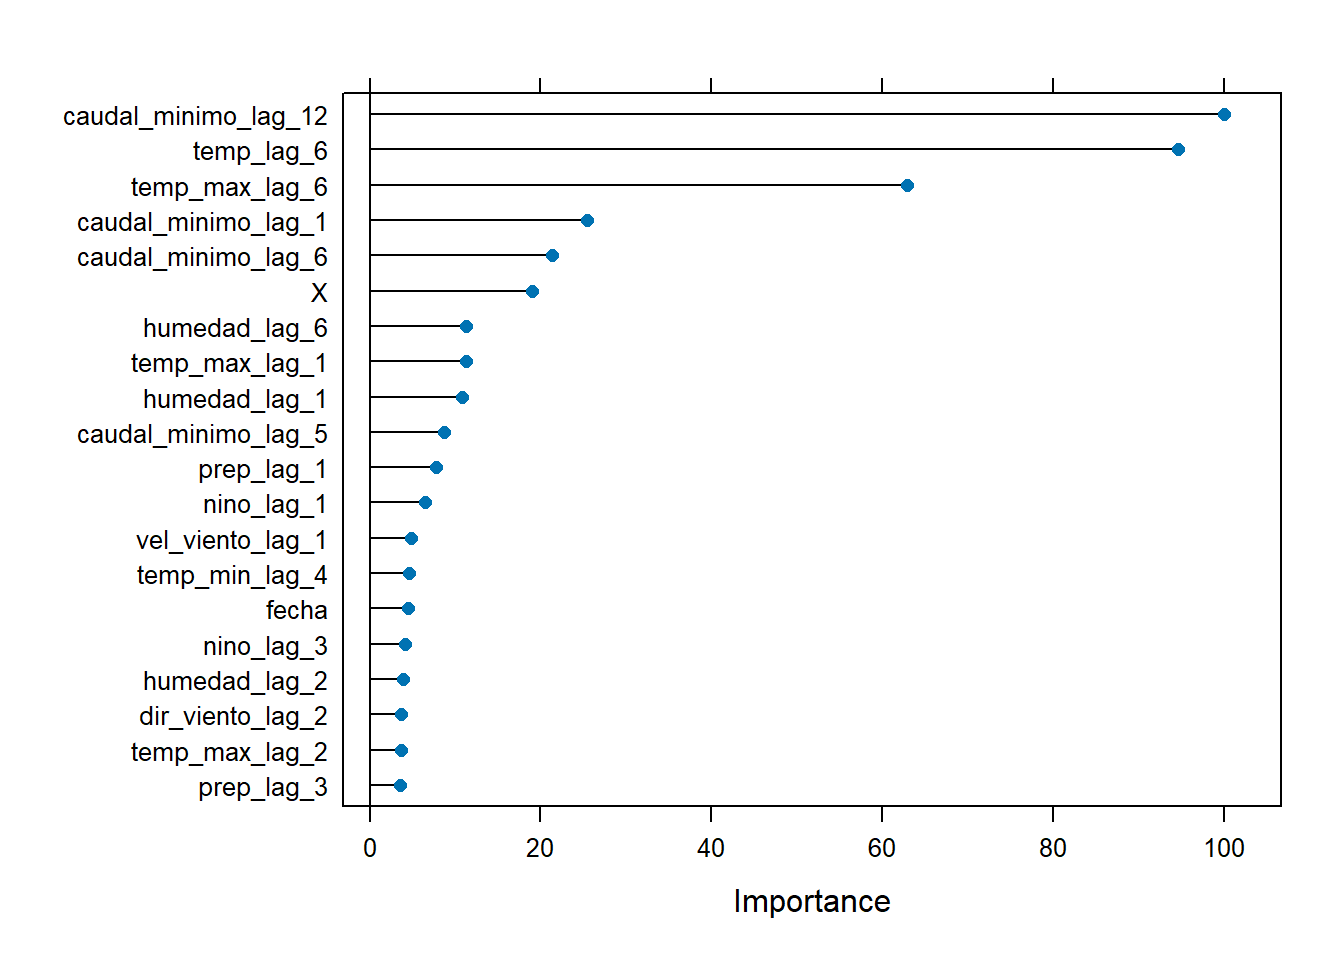 caudal_minimo_lag_12
temp_lag_6
temp_max_lag_6
caudal_minimo_lag_1
caudal_minimo_lag_6
X
humedad_lag_6
temp_max_lag_1
humedad_lag_1
caudal_minimo_lag_5
prep_lag_1
nino_lag_1
vel_viento_lag_1
temp_min_lag_4
fecha
nino_lag_3
humedad_lag_2
dir_viento_lag_2
temp_max_lag_2
prep_lag_3
0 20 40 60 80 100
Importance